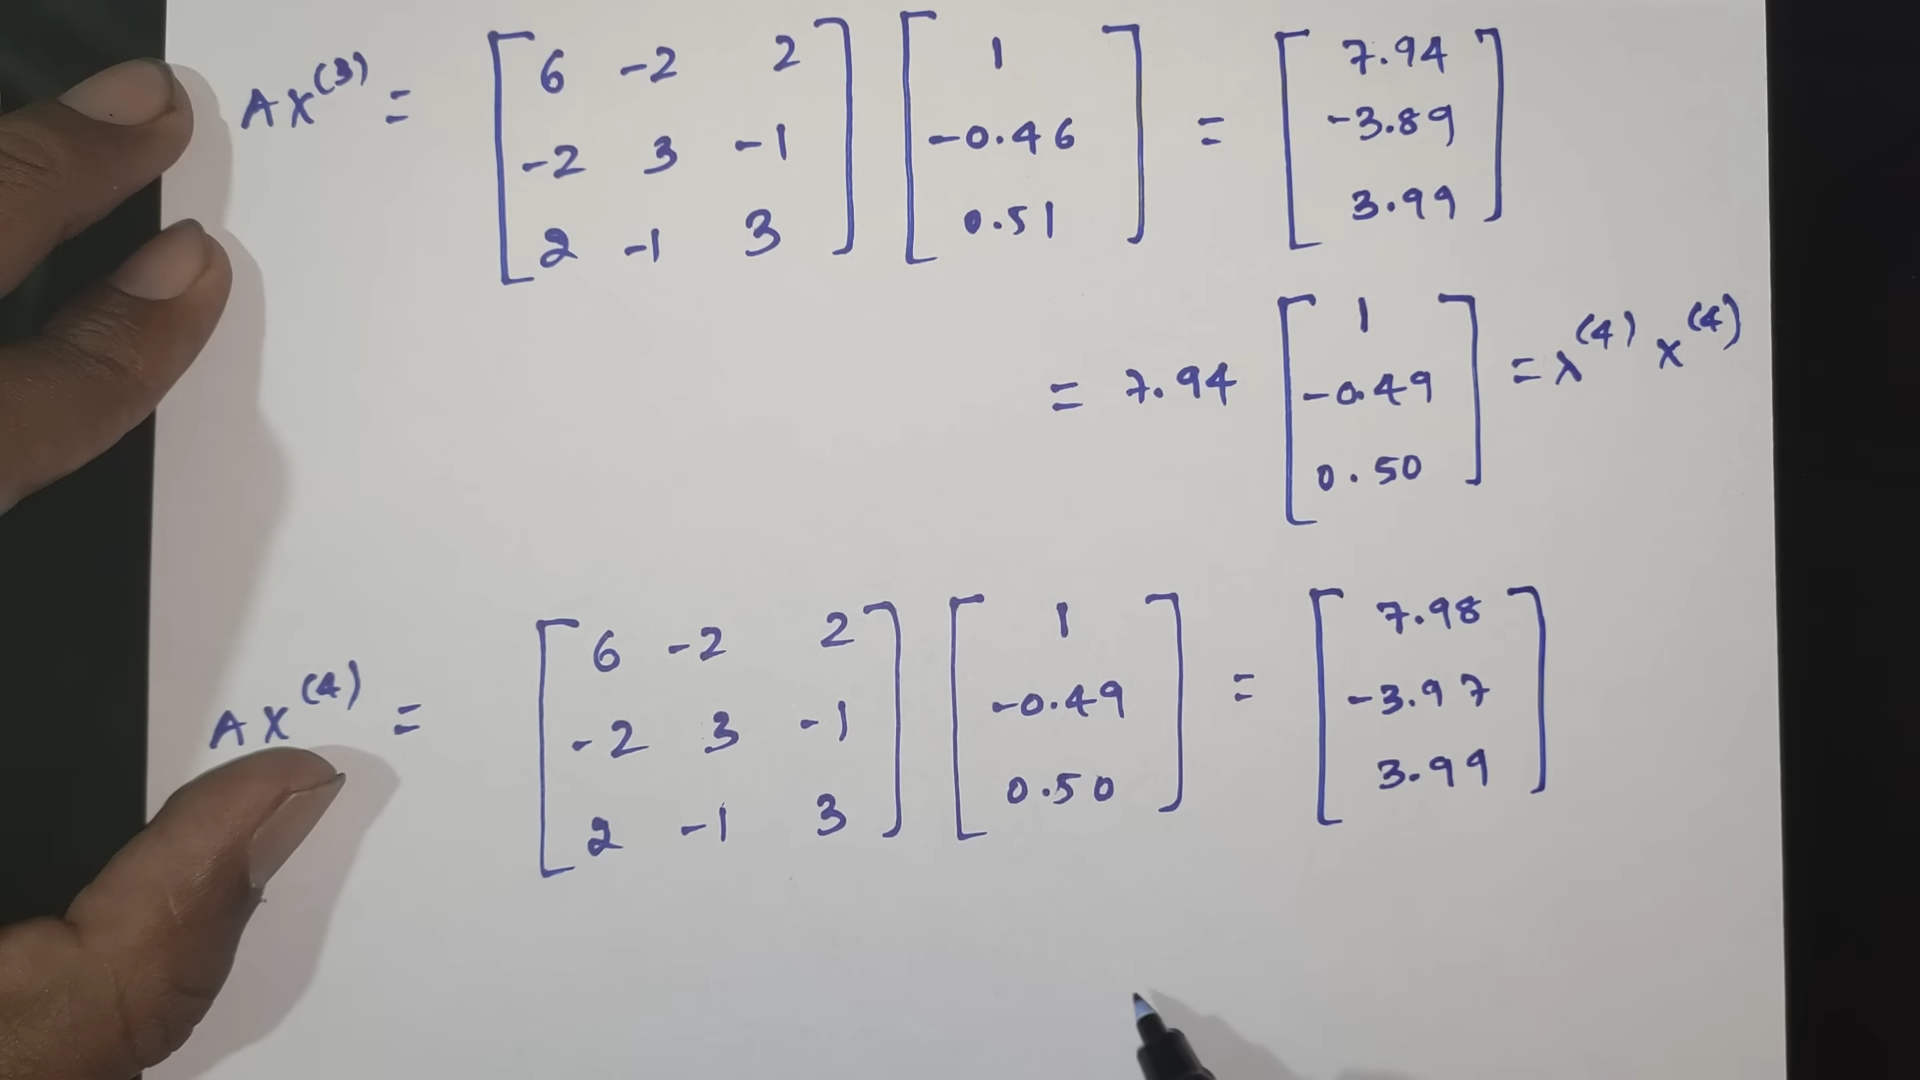 AX^(3) = [ 6 -2 2 ] [ 1 ] = [ 7.94 ]
[ -2 3 -1 ] [ -0.46 ] [ -3.89 ]
[ 2 -1 3 ] [ 0.51 ] [ 3.99 ]
= 7.94 [ 1 ] = λ^(4) X^(4)
[ -0.49 ]
[ 0.50 ]
AX^(4) = [ 6 -2 2 ] [ 1 ] = [ 7.98 ]
[ -2 3 -1 ] [ -0.49 ] [ -3.97 ]
[ 2 -1 3 ] [ 0.50 ] [ 3.99 ]